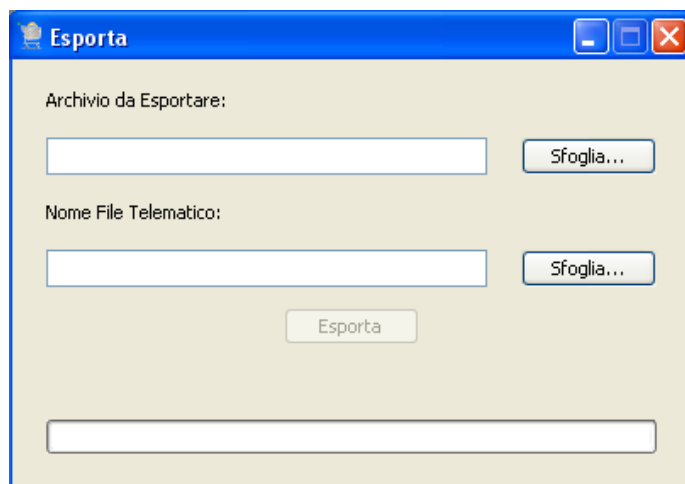 Esporta
Archivio da Esportare:
Sfoglia...
Nome File Telematico:
Sfoglia...
Esporta